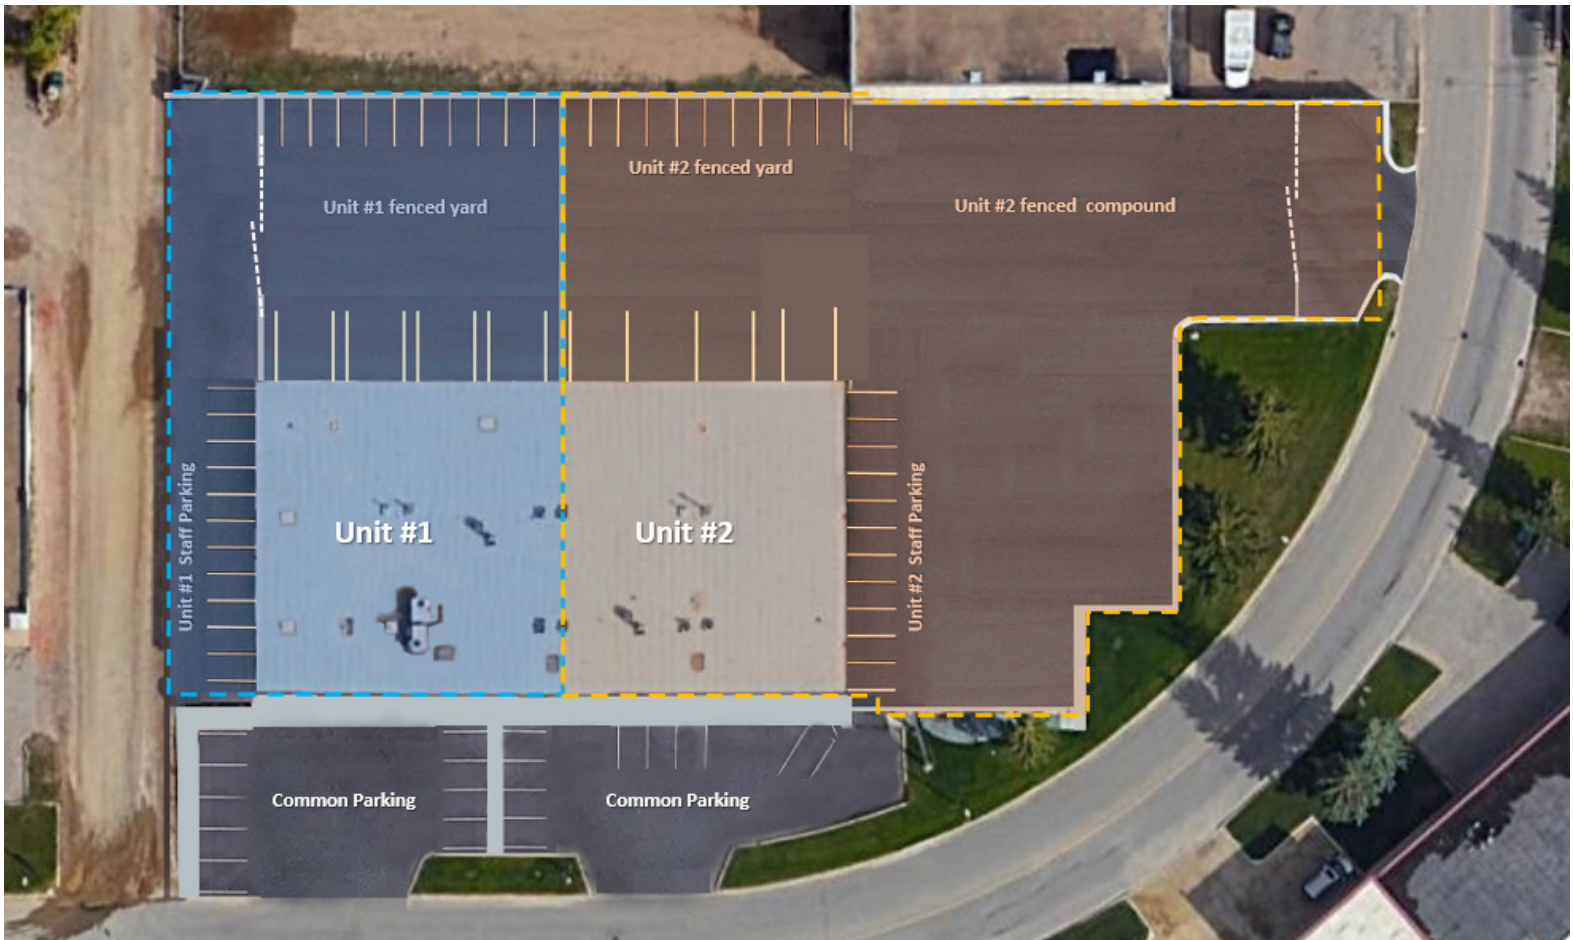 Unit #2 fenced yard
Unit #1 fenced yard
Unit #2 fenced compound
Unit #1 Staff Parking
Unit #1
Unit #2
Unit #2 Staff Parking
Common Parking
Common Parking